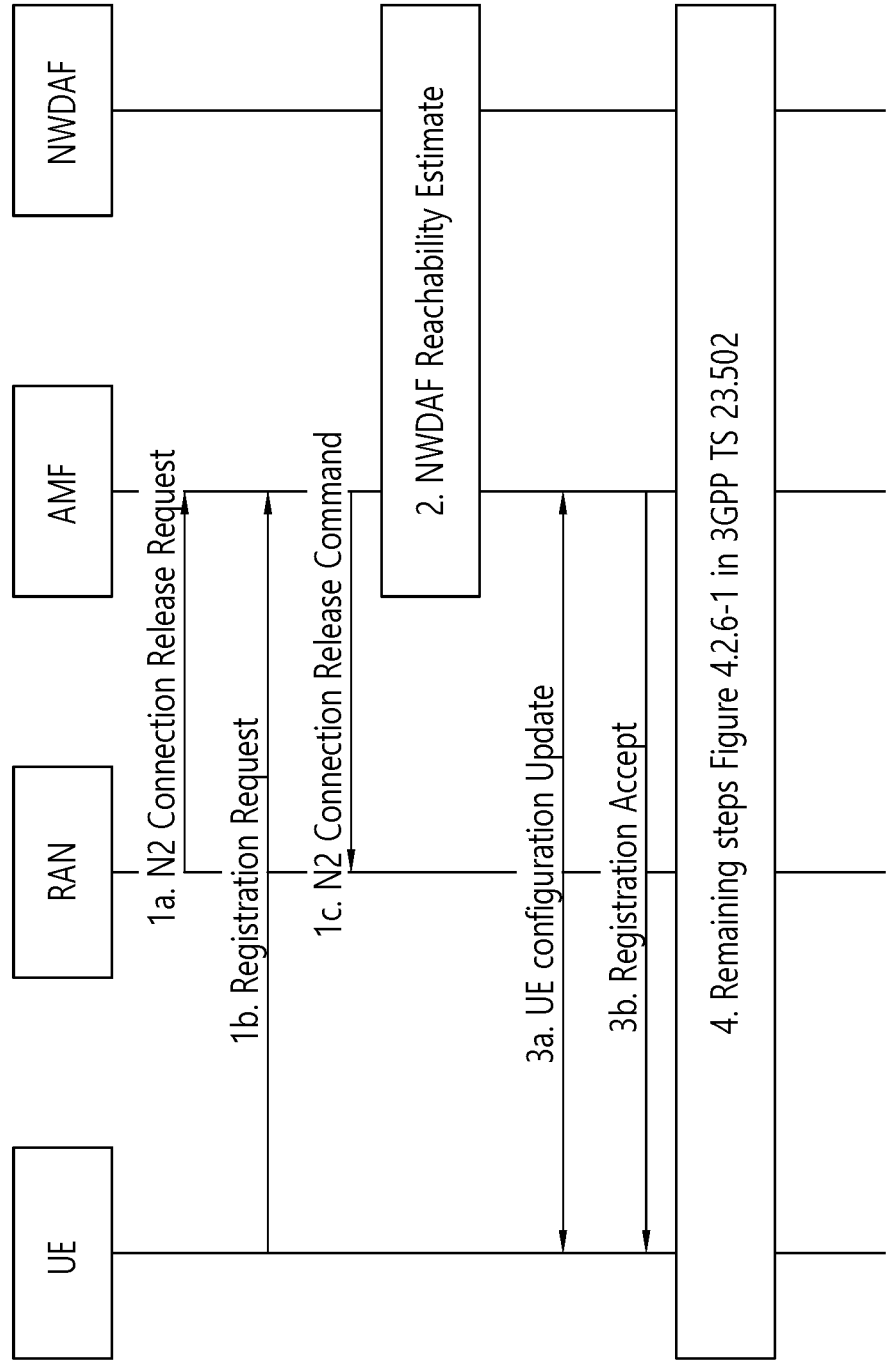 UE
RAN
AMF
NWDAF
1a. N2 Connection Release Request
1b. Registration Request
1c. N2 Connection Release Command
2. NWDAF Reachability Estimate
3a. UE configuration Update
3b. Registration Accept
4. Remaining steps Figure 4.2.6-1 in 3GPP TS 23.502